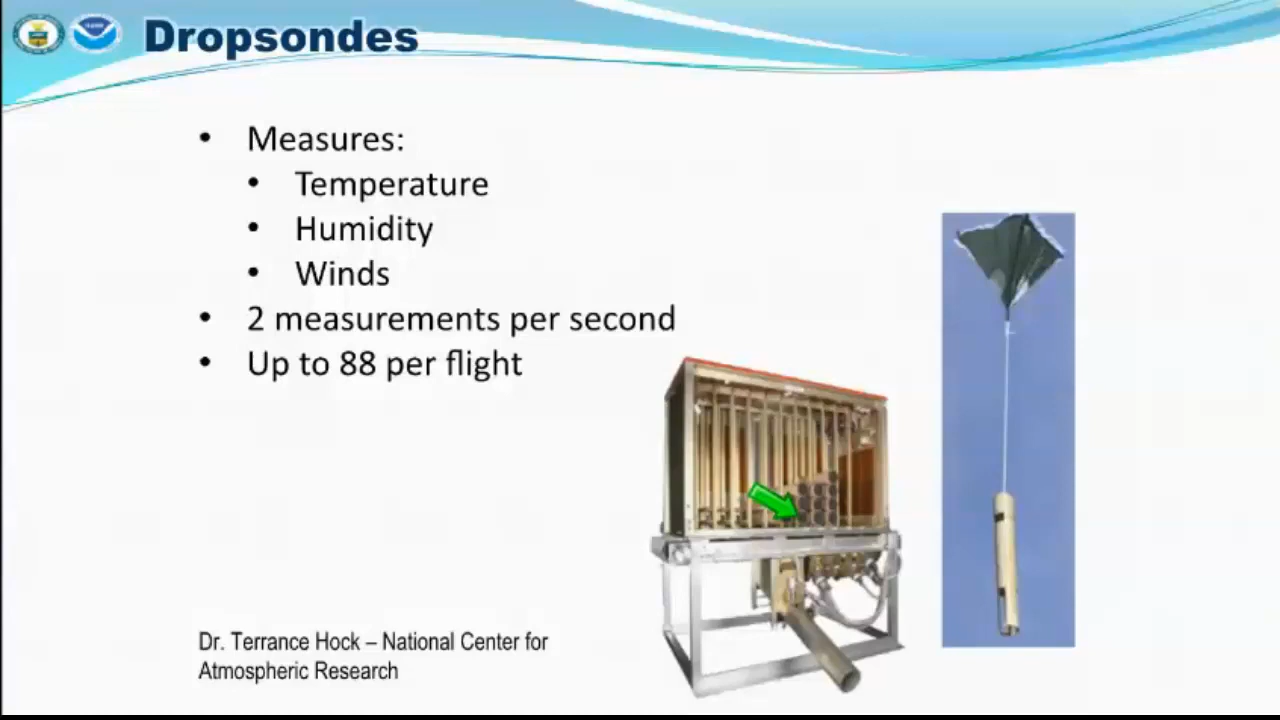 Dropsondes
• Measures:
• Temperature
• Humidity
• Winds
• 2 measurements per second
• Up to 88 per flight
Dr. Terrance Hock – National Center for
Atmospheric Research